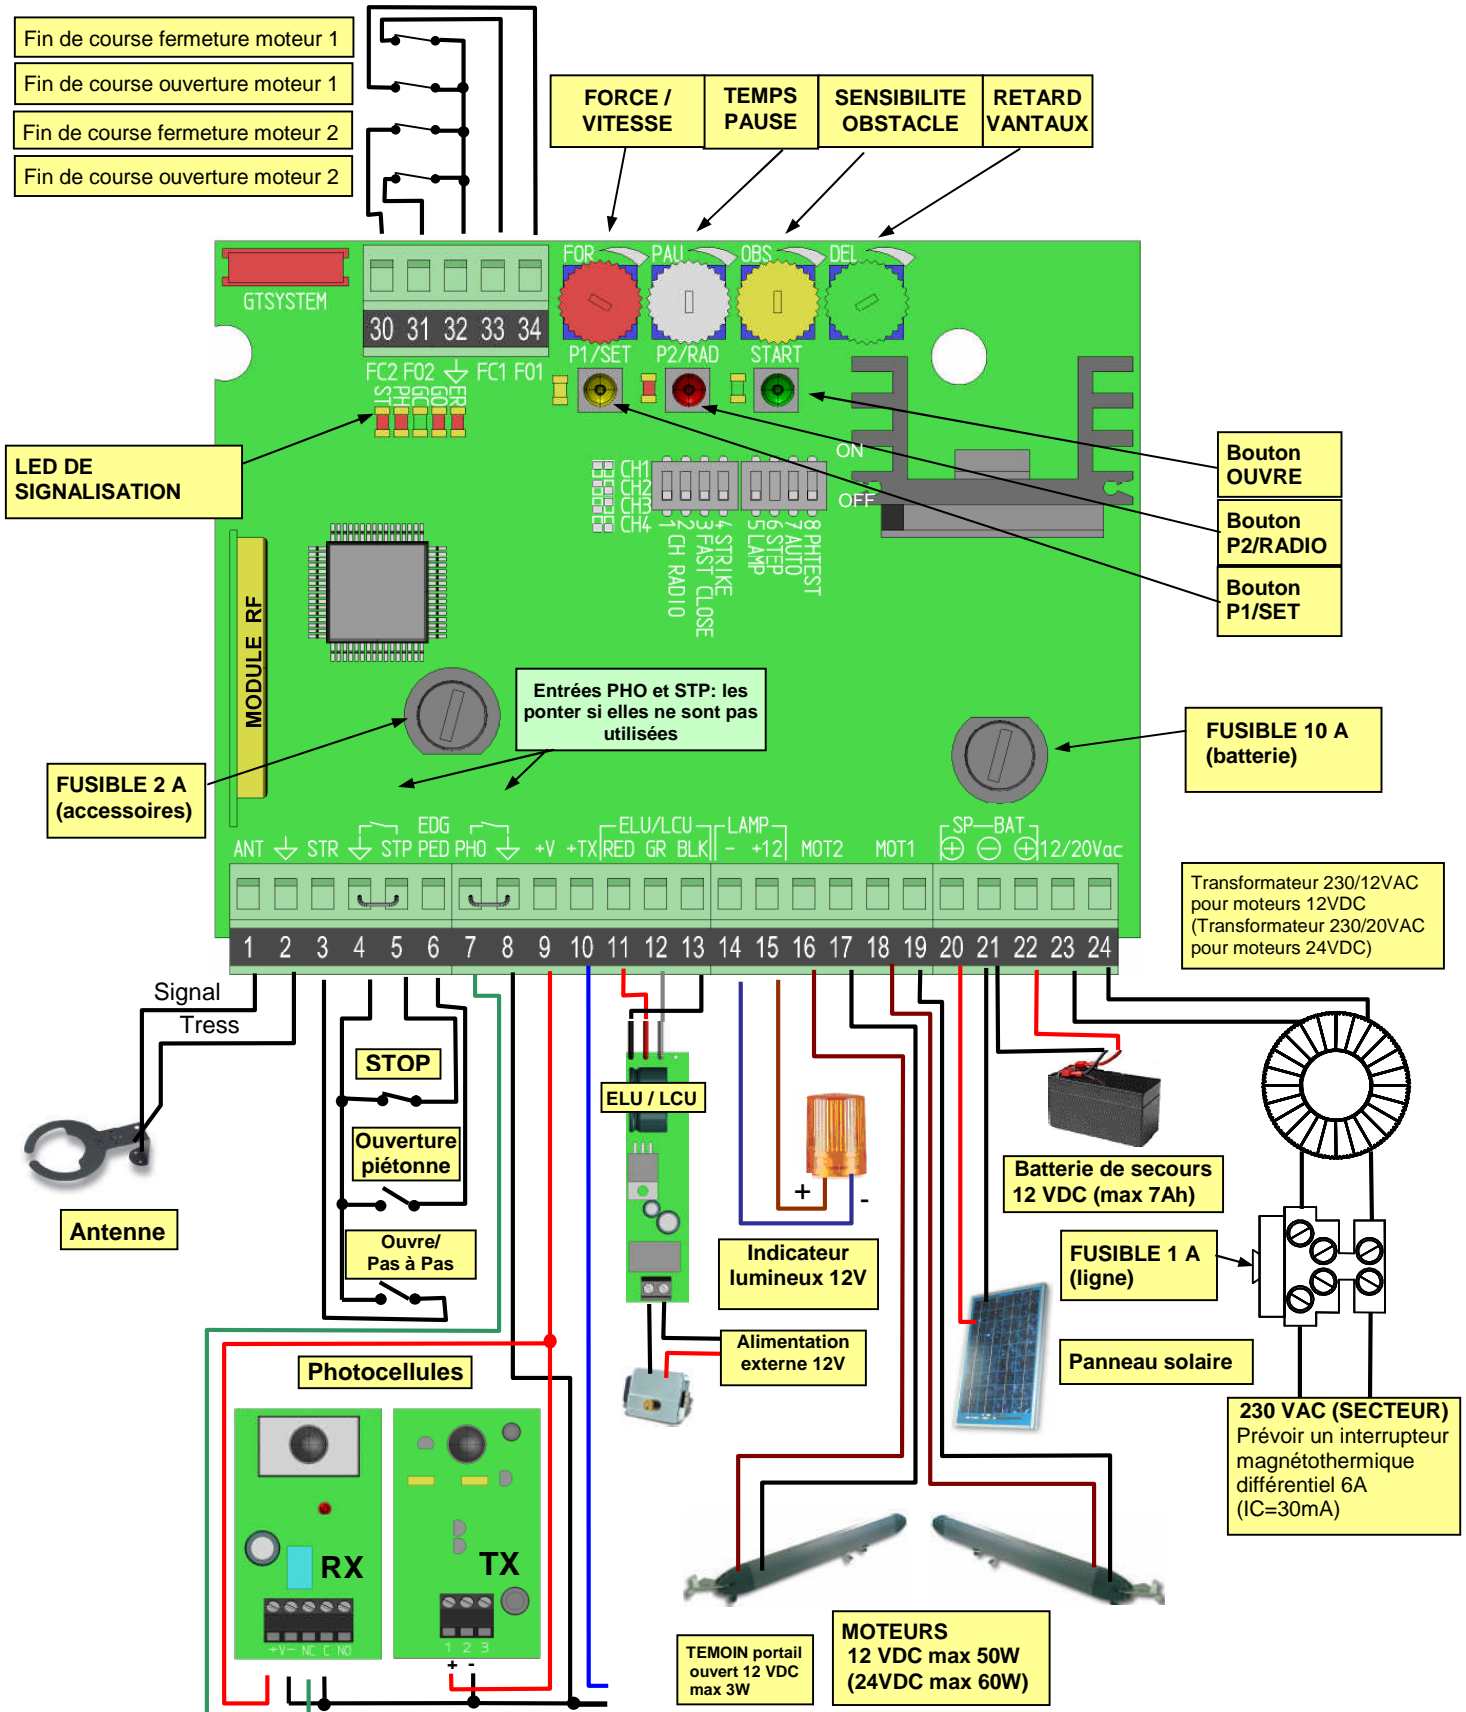 Fin de course fermeture moteur 1
Fin de course ouverture moteur 1
Fin de course fermeture moteur 2
Fin de course ouverture moteur 2
FORCE /
VITESSE
TEMPS
PAUSE
SENSIBILITE
OBSTACLE
RETARD
VANTAUX
GTSYSTEM
30 31 32 33 34
FC2 FO2 FC1 FO1
FOR PAU OBS DEL
P1/SET P2/RAD START
ST PH GC GO ER
LED DE
SIGNALISATION
ON
OFF
CH1
CH2
CH3
CH4
1 2 CH RADIO
3 FAST CLOSE
4 STRIKE
5 LAMP
6 STEP
7 AUTO
8 PHTEST
Bouton
OUVRE
Bouton
P2/RADIO
Bouton
P1/SET
MODULE RF
Entrées PHO et STP: les
ponter si elles ne sont pas
utilisées
FUSIBLE 2 A
(accessoires)
FUSIBLE 10 A
(batterie)
EDG ELU/LCU LAMP SP—BAT
ANT STR STP PED PHO +V +TX RED GR BLK - +12 MOT2 MOT1 + - + 12/20Vac
1 2 3 4 5 6 7 8 9 10 11 12 13 14 15 16 17 18 19 20 21 22 23 24
Transformateur 230/12VAC
pour moteurs 12VDC
(Transformateur 230/20VAC
pour moteurs 24VDC)
Signal
Tress
Antenne
STOP
Ouverture
piétonne
Ouvre/
Pas à Pas
ELU / LCU
+ -
Indicateur
lumineux 12V
Alimentation
externe 12V
Batterie de secours
12 VDC (max 7Ah)
FUSIBLE 1 A
(ligne)
Panneau solaire
230 VAC (SECTEUR)
Prévoir un interrupteur
magnétothermique
différentiel 6A
(IC=30mA)
Photocellules
RX
+V - NC C NO
TX
1 2 3
+ -
TEMOIN portail
ouvert 12 VDC
max 3W
MOTEURS
12 VDC max 50W
(24VDC max 60W)